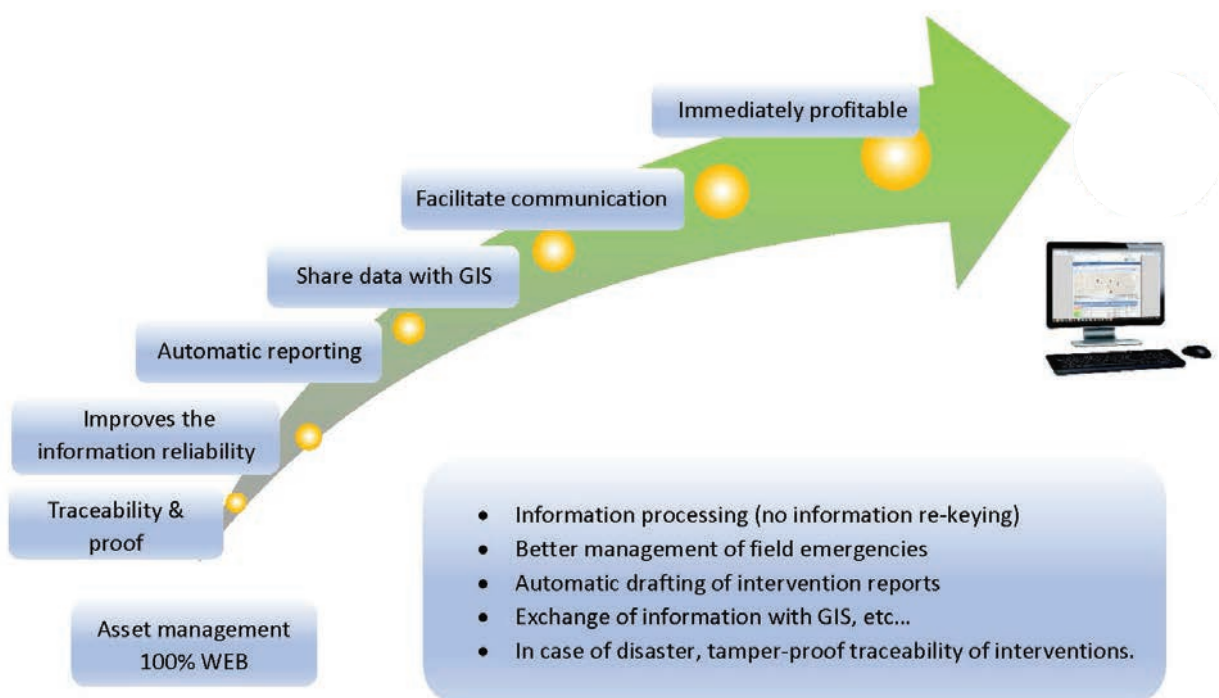 Immediately profitable
Facilitate communication
Share data with GIS
Automatic reporting
Improves the
information reliability
Traceability &
proof
Asset management
100% WEB
• Information processing (no information re-keying)
• Better management of field emergencies
• Automatic drafting of intervention reports
• Exchange of information with GIS, etc...
• In case of disaster, tamper-proof traceability of interventions.